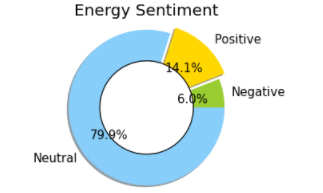 Energy Sentiment
Positive
14.1%
Negative
6.0%
79.9%
Neutral